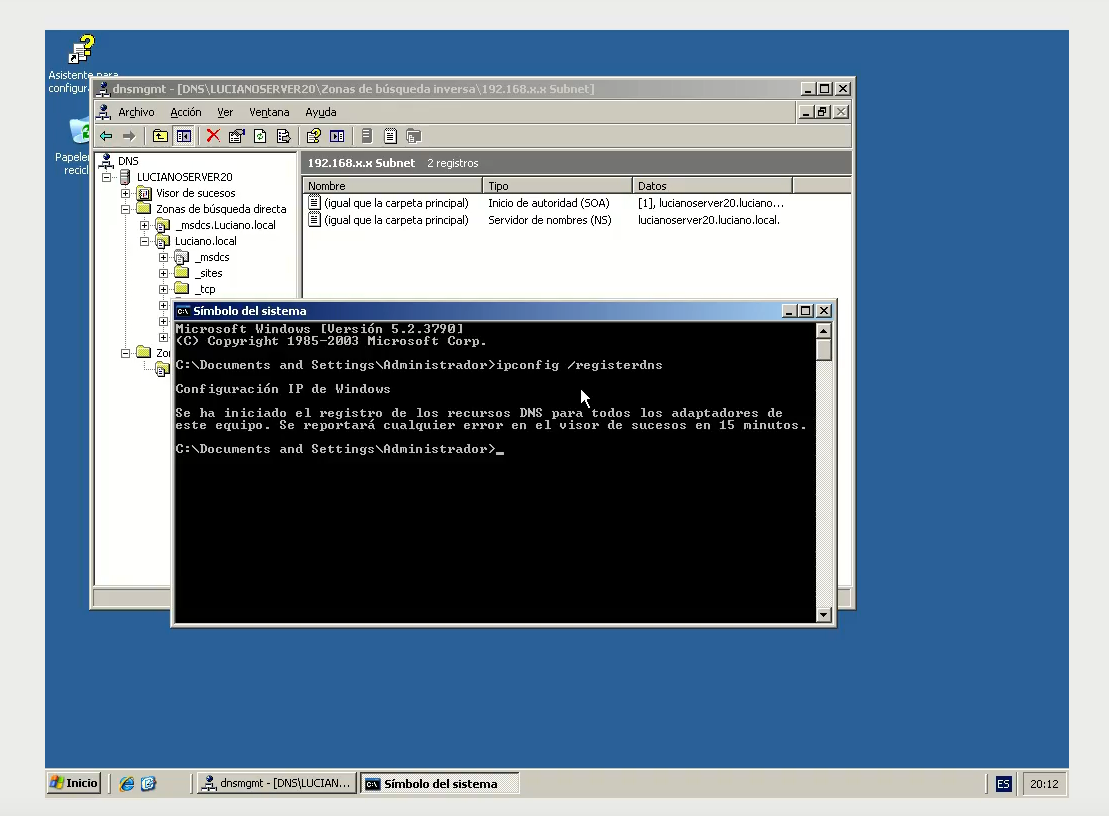 Asistente para
configur
Papeler
recicl
dnsmgmt - [DNS\LUCIANOSERVER20\Zonas de búsqueda inversa\192.168.x.x Subnet]
Archivo Acción Ver Ventana Ayuda
DNS
LUCIANOSERVER20
Visor de sucesos
Zonas de búsqueda directa
_msdcs.Luciano.local
Luciano.local
_msdcs
_sites
_tcp
Zo
192.168.x.x Subnet 2 registros
Nombre Tipo Datos
(igual que la carpeta principal) Inicio de autoridad (SOA) [1], lucianoserver20.luciano...
(igual que la carpeta principal) Servidor de nombres (NS) lucianoserver20.luciano.local.
Símbolo del sistema
Microsoft Windows [Versión 5.2.3790]
(C) Copyright 1985-2003 Microsoft Corp.
C:\Documents and Settings\Administrador>ipconfig /registerdns
Configuración IP de Windows
Se ha iniciado el registro de los recursos DNS para todos los adaptadores de
este equipo. Se reportará cualquier error en el visor de sucesos en 15 minutos.
C:\Documents and Settings\Administrador>_
Inicio dnsmgmt - [DNS\LUCIAN... Símbolo del sistema ES 20:12